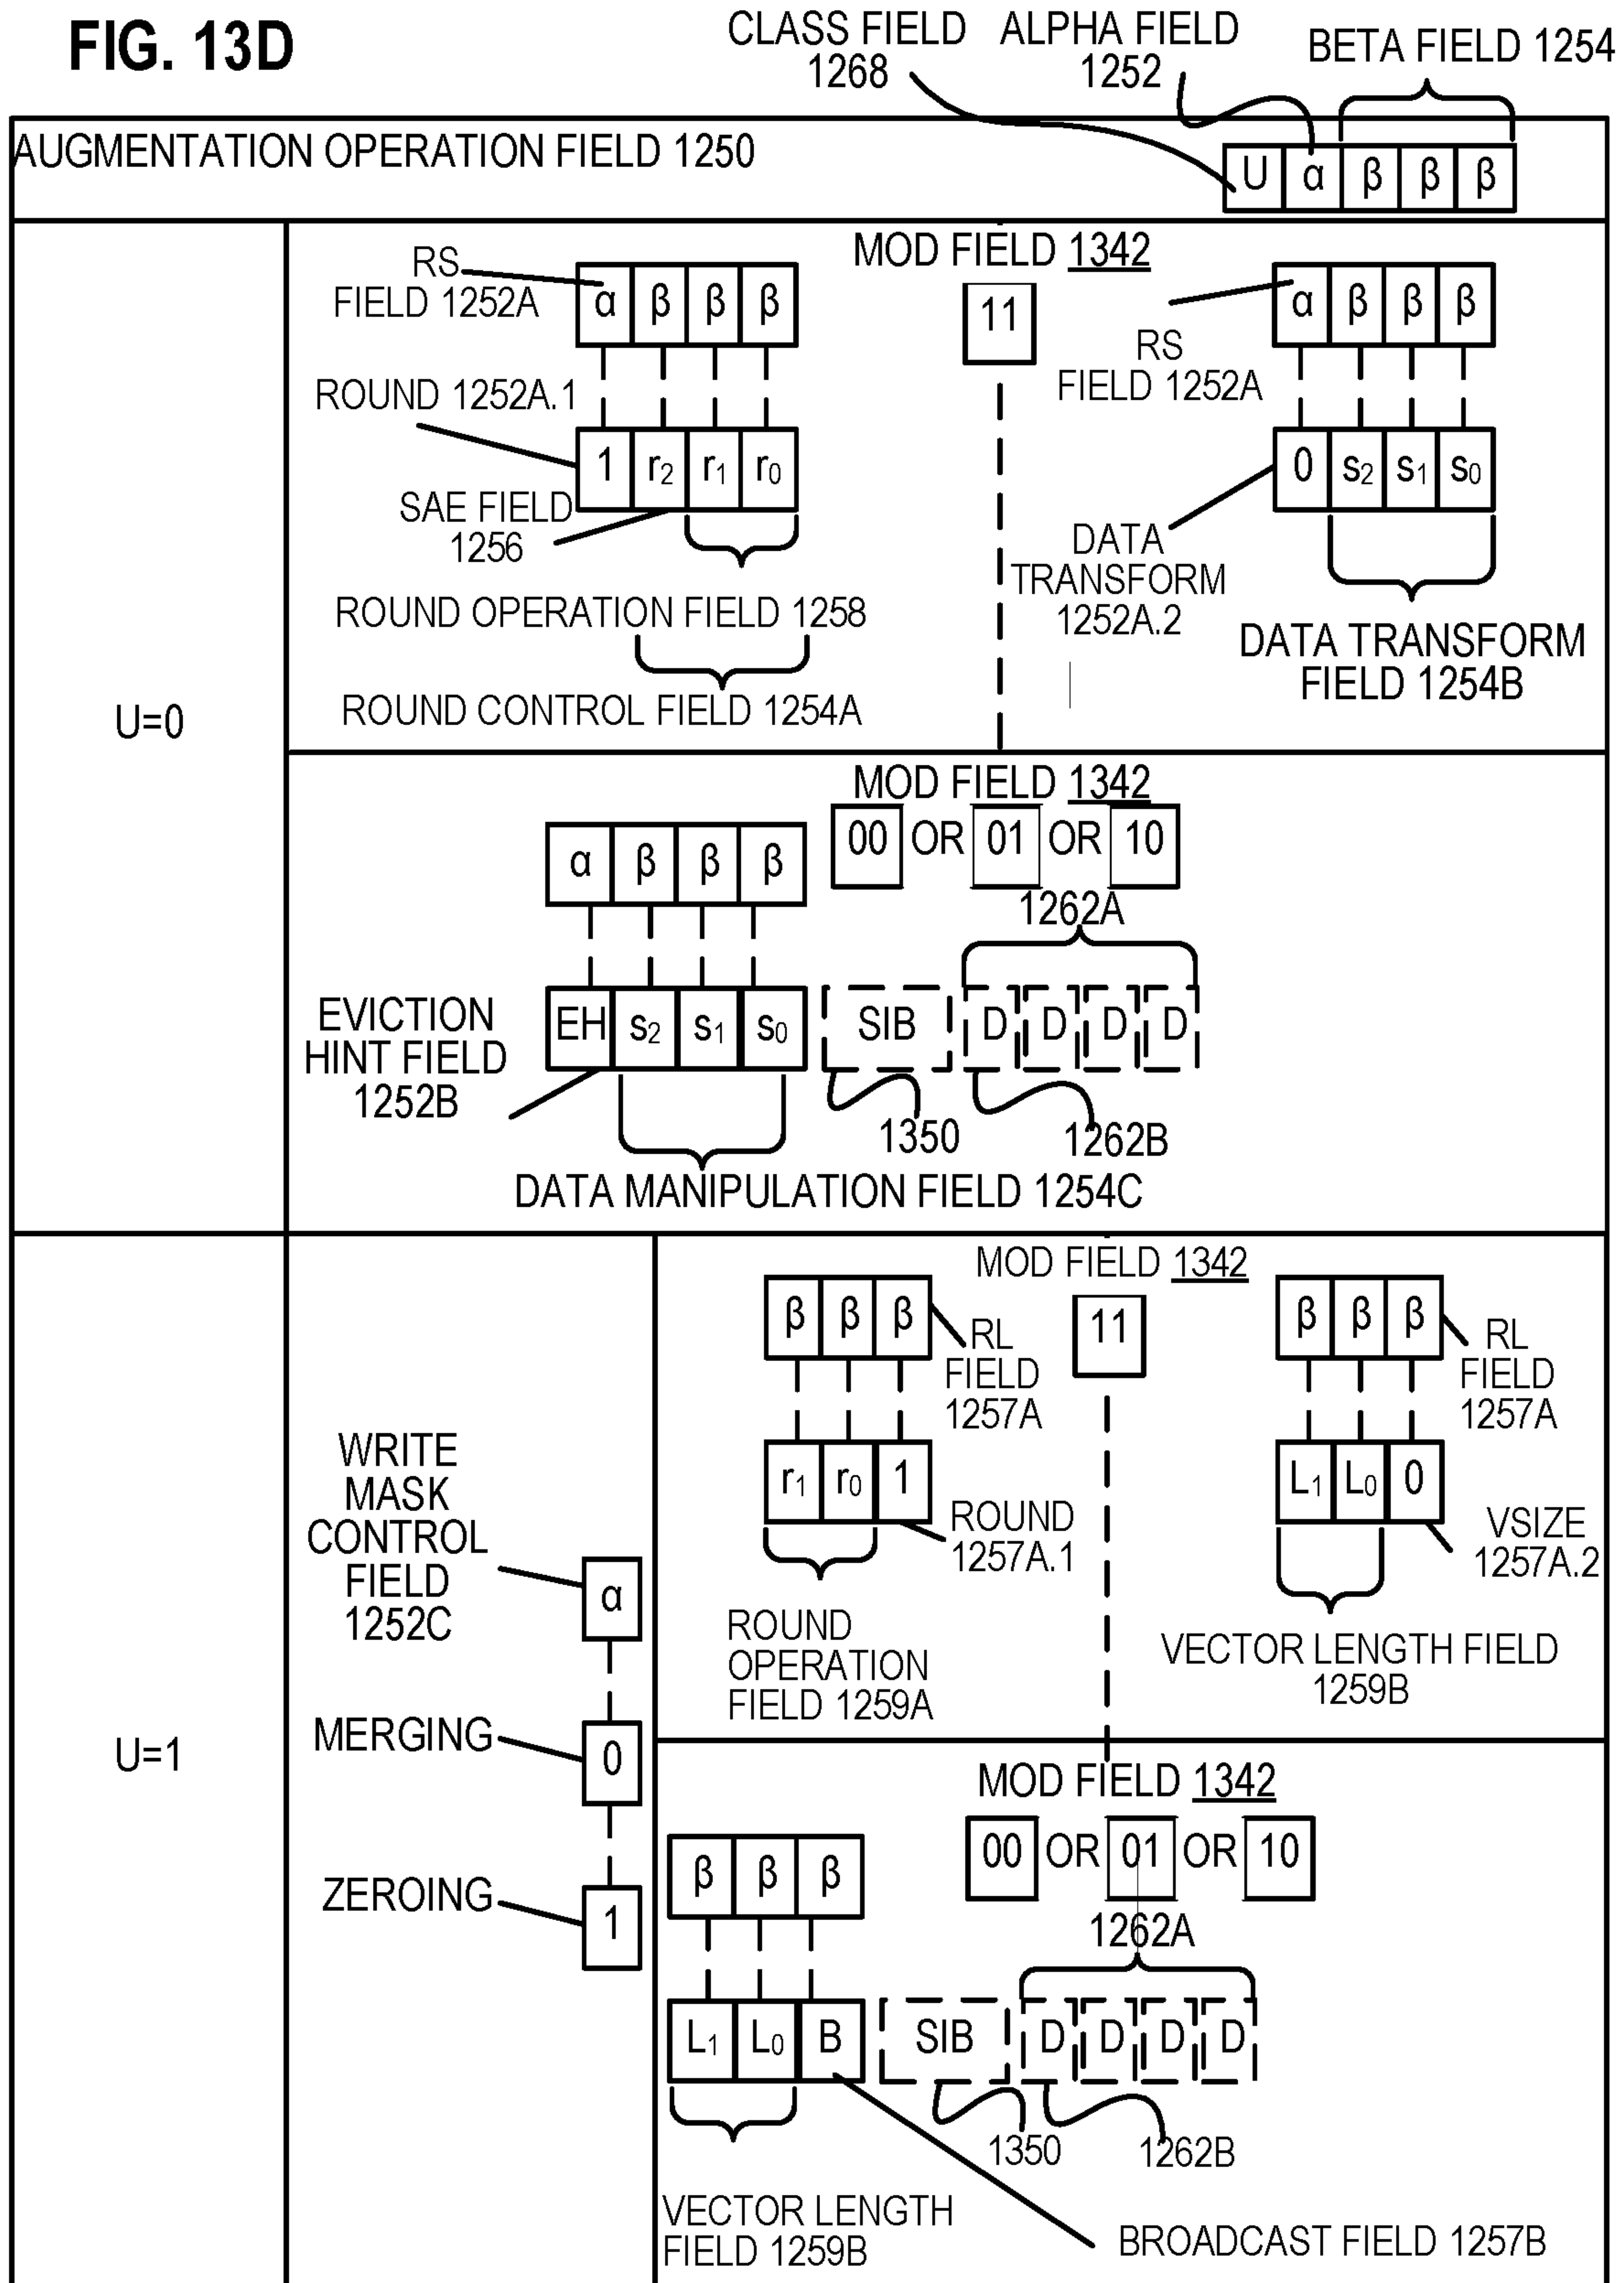 FIG. 13D
CLASS FIELD
1268
ALPHA FIELD
1252
BETA FIELD 1254
AUGMENTATION OPERATION FIELD 1250
U α β β β
U=0
MOD FIELD 1342
11
RS
FIELD 1252A
α β β β
ROUND 1252A.1
1 r₂ r₁ r₀
SAE FIELD
1256
ROUND OPERATION FIELD 1258
ROUND CONTROL FIELD 1254A
α β β β
RS
FIELD 1252A
0 s₂ s₁ s₀
DATA
TRANSFORM
1252A.2
DATA TRANSFORM
FIELD 1254B
MOD FIELD 1342
00 OR 01 OR 10
α β β β
1262A
EVICTION
HINT FIELD
1252B
EH s₂ s₁ s₀ SIB D D D D
1350
1262B
DATA MANIPULATION FIELD 1254C
U=1
WRITE
MASK
CONTROL
FIELD
1252C
α
MERGING
0
ZEROING
1
MOD FIELD 1342
11
β β β
RL
FIELD
1257A
r₁ r₀ 1
ROUND
1257A.1
ROUND
OPERATION
FIELD 1259A
β β β
RL
FIELD
1257A
L₁ L₀ 0
VSIZE
1257A.2
VECTOR LENGTH FIELD
1259B
MOD FIELD 1342
00 OR 01 OR 10
β β β
1262A
L₁ L₀ B SIB D D D D
1350
1262B
VECTOR LENGTH
FIELD 1259B
BROADCAST FIELD 1257B